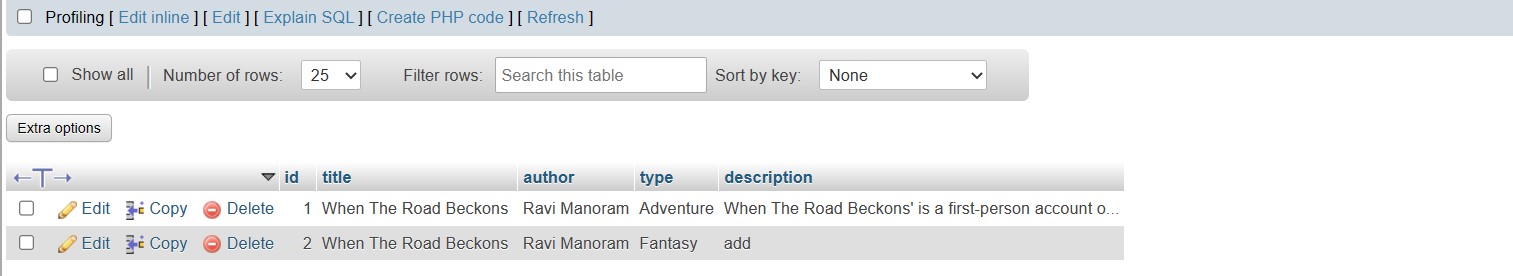 Profiling [ Edit inline ] [ Edit ] [ Explain SQL ] [ Create PHP code ] [ Refresh ]
Show all | Number of rows: 25 Filter rows: Search this table Sort by key: None
Extra options
←T→ id title author type description
Edit Copy Delete 1 When The Road Beckons Ravi Manoram Adventure When The Road Beckons' is a first-person account o...
Edit Copy Delete 2 When The Road Beckons Ravi Manoram Fantasy add